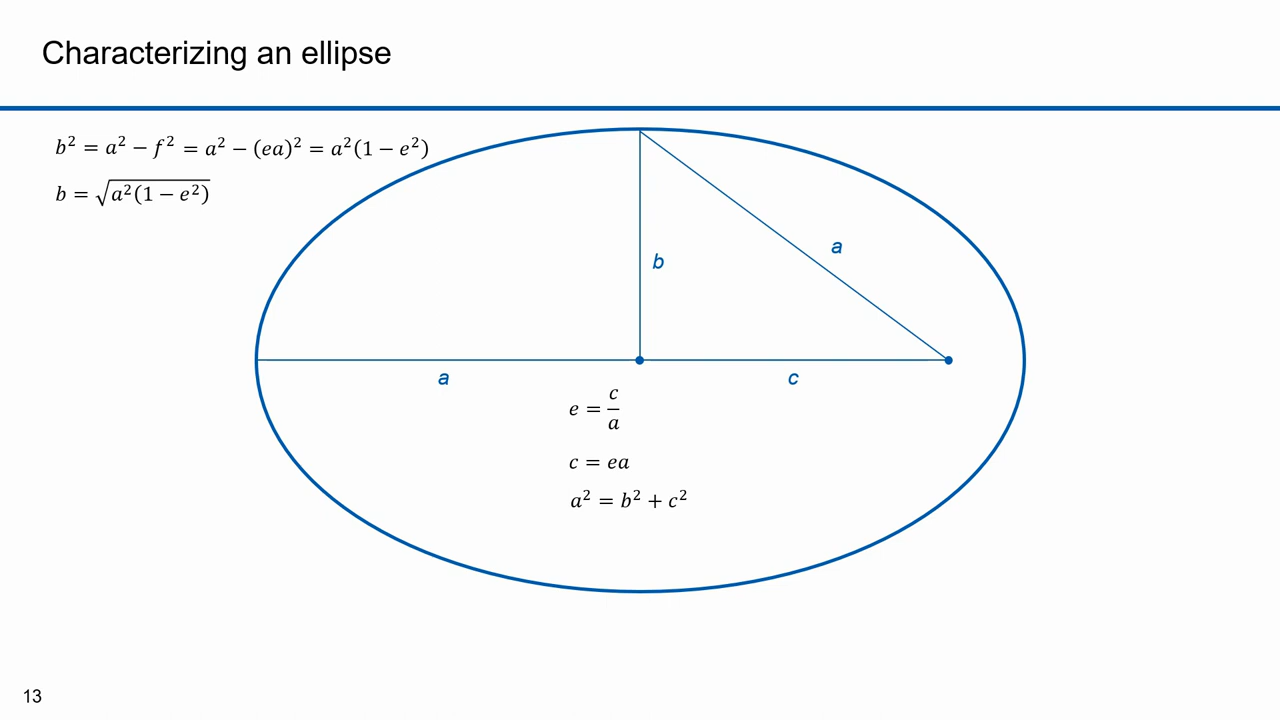 Characterizing an ellipse
b² = a² − f² = a² − (ea)² = a²(1 − e²)
b = √(a²(1 − e²))
b
a
a
c
e = c/a
c = ea
a² = b² + c²
13